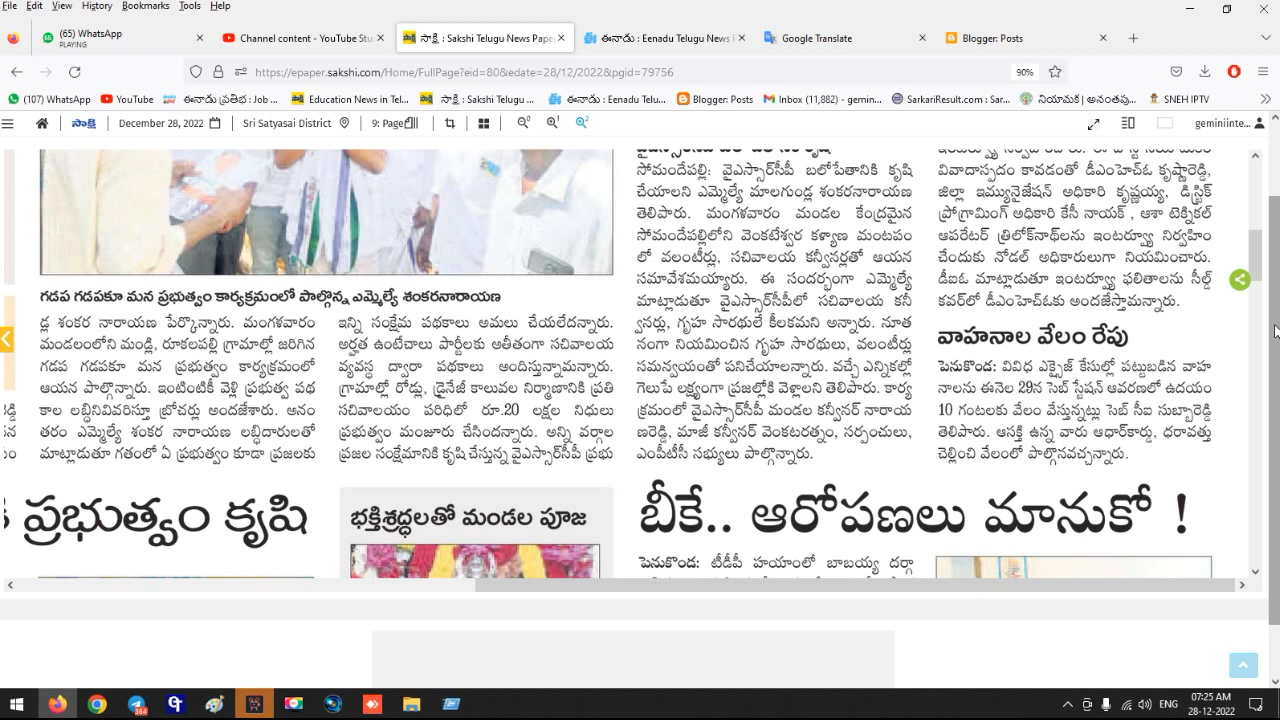 File Edit View History Bookmarks Tools Help
(65) WhatsApp
PLAYING
Channel content - YouTube Stu
సాక్షి : Sakshi Telugu News Pape
ఈనాడు : Eenadu Telugu News
Google Translate
Blogger: Posts
https://epaper.sakshi.com/Home/FullPage?eid=80&edate=28/12/2022&pgid=79756
90%
(107) WhatsApp YouTube ఈనాడు ప్రతిభ : Job ... Education News in Tel... సాక్షి : Sakshi Telugu ... ఈనాడు: Eenadu Telu... Blogger: Posts Inbox (11,882) - gemin... SarkariResult.com : Sar... నియామక | అనంతపు... SNEH IPTV
సాక్షి December 28, 2022 Sri Satyasai District 9: Page geminiinte...
గడప గడపకూ మన ప్రభుత్వం కార్యక్రమంలో పాల్గొన్న ఎమ్మెల్యే శంకరనారాయణ
డ్ల శంకర నారాయణ పేర్కొన్నారు. మంగళవారం
మండలంలోని మండ్లి, రూకలపల్లి గ్రామాల్లో జరిగిన
గడప గడపకూ మన ప్రభుత్వం కార్యక్రమంలో
ఆయన పాల్గొన్నారు. ఇంటింటికీ వెళ్లి ప్రభుత్వ పథ
కాల లబ్ధినివివరిస్తూ బ్రోచర్లు అందజేశారు. అనం
తరం ఎమ్మెల్యే శంకర నారాయణ లబ్ధిదారులతో
మాట్లాడుతూ గతంలో ఏ ప్రభుత్వం కూడా ప్రజలకు
ఇన్ని సంక్షేమ పథకాలు అమలు చేయలేదన్నారు.
అర్హత ఉంటేచాలు పార్టీలకు అతీతంగా సచివాలయ
వ్యవస్థ ద్వారా పథకాలు అందిస్తున్నామన్నారు.
గ్రామాల్లో రోడ్లు, డ్రైనేజీ కాలువల నిర్మాణానికి ప్రతి
సచివాలయం పరిధిలో రూ.20 లక్షల నిధులు
ప్రభుత్వం మంజూరు చేసిందన్నారు. అన్ని వర్గాల
ప్రజల సంక్షేమానికి కృషి చేస్తున్న వైఎస్సార్‌సీపీ ప్రభు
సోమందేపల్లి: వైఎస్సార్‌సీపీ బలోపేతానికి కృషి
చేయాలని ఎమ్మెల్యే మాలగుండ్ల శంకరనారాయణ
తెలిపారు. మంగళవారం మండల కేంద్రమైన
సోమందేపల్లిలోని వెంకటేశ్వర కళ్యాణ మంటపం
లో వలంటీర్లు, సచివాలయ కన్వీనర్లతో ఆయన
సమావేశమయ్యారు. ఈ సందర్భంగా ఎమ్మెల్యే
మాట్లాడుతూ వైఎస్సార్‌సీపీలో సచివాలయ కనీ
్వనర్లు, గృహ సారథులే కీలకమని అన్నారు. నూత
నంగా నియమించిన గృహ సారథులు, వలంటీర్లు
సమన్వయంతో పనిచేయాలన్నారు. వచ్చే ఎన్నికల్లో
గెలుపే లక్ష్యంగా ప్రజల్లోకి వెళ్లాలని తెలిపారు. కార్య
క్రమంలో వైఎస్సార్‌సీపీ మండల కన్వీనర్ నారాయ
ణరెడ్డి, మాజీ కన్వీనర్ వెంకటరత్నం, సర్పంచులు,
ఎంపీటీసీ సభ్యులు పాల్గొన్నారు.
వివాదాస్పదం కావడంతో డీఎంహెచ్‌ఓ కృష్ణారెడ్డి,
జిల్లా ఇమ్యునైజేషన్ అధికారి కృష్ణయ్య, డిస్ట్రిక్
ప్రోగ్రామింగ్ అధికారి కేసీ నాయక్ , ఆశా టెక్నికల్
ఆపరేటర్ త్రిలోక్‌నాథ్‌లను ఇంటర్వ్యూ నిర్వహిం
చేందుకు నోడల్ అధికారులుగా నియమించారు.
డీఐఓ మాట్లాడుతూ ఇంటర్వ్యూ ఫలితాలను సీల్డ్
కవర్‌లో డీఎంహెచ్‌ఓకు అందజేస్తామన్నారు.
వాహనాల వేలం రేపు
పెనుకొండ: వివిధ ఎక్సైజ్ కేసుల్లో పట్టుబడిన వాహ
నాలను ఈనెల 29న సెబ్ స్టేషన్ ఆవరణలో ఉదయం
10 గంటలకు వేలం వేస్తున్నట్లు సెబ్ సీఐ సుబ్బారెడ్డి
తెలిపారు. ఆసక్తి ఉన్న వారు ఆధార్‌కార్డు, ధరావత్తు
చెల్లించి వేలంలో పాల్గొనవచ్చన్నారు.
ప్రభుత్వం కృషి
భక్తిశ్రద్ధలతో మండల పూజ
బీకే.. ఆరోపణలు మానుకో !
పెనుకొండ: టీడీపీ హయాంలో బాబయ్య దర్గా
264
ENG
07:25 AM
28-12-2022